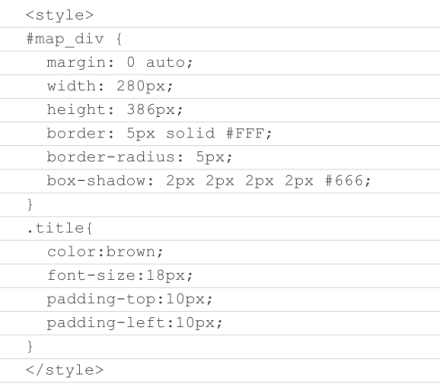 <style>
#map_div {
margin: 0 auto;
width: 280px;
height: 386px;
border: 5px solid #FFF;
border-radius: 5px;
box-shadow: 2px 2px 2px 2px #666;
}
.title{
color:brown;
font-size:18px;
padding-top:10px;
padding-left:10px;
}
</style>